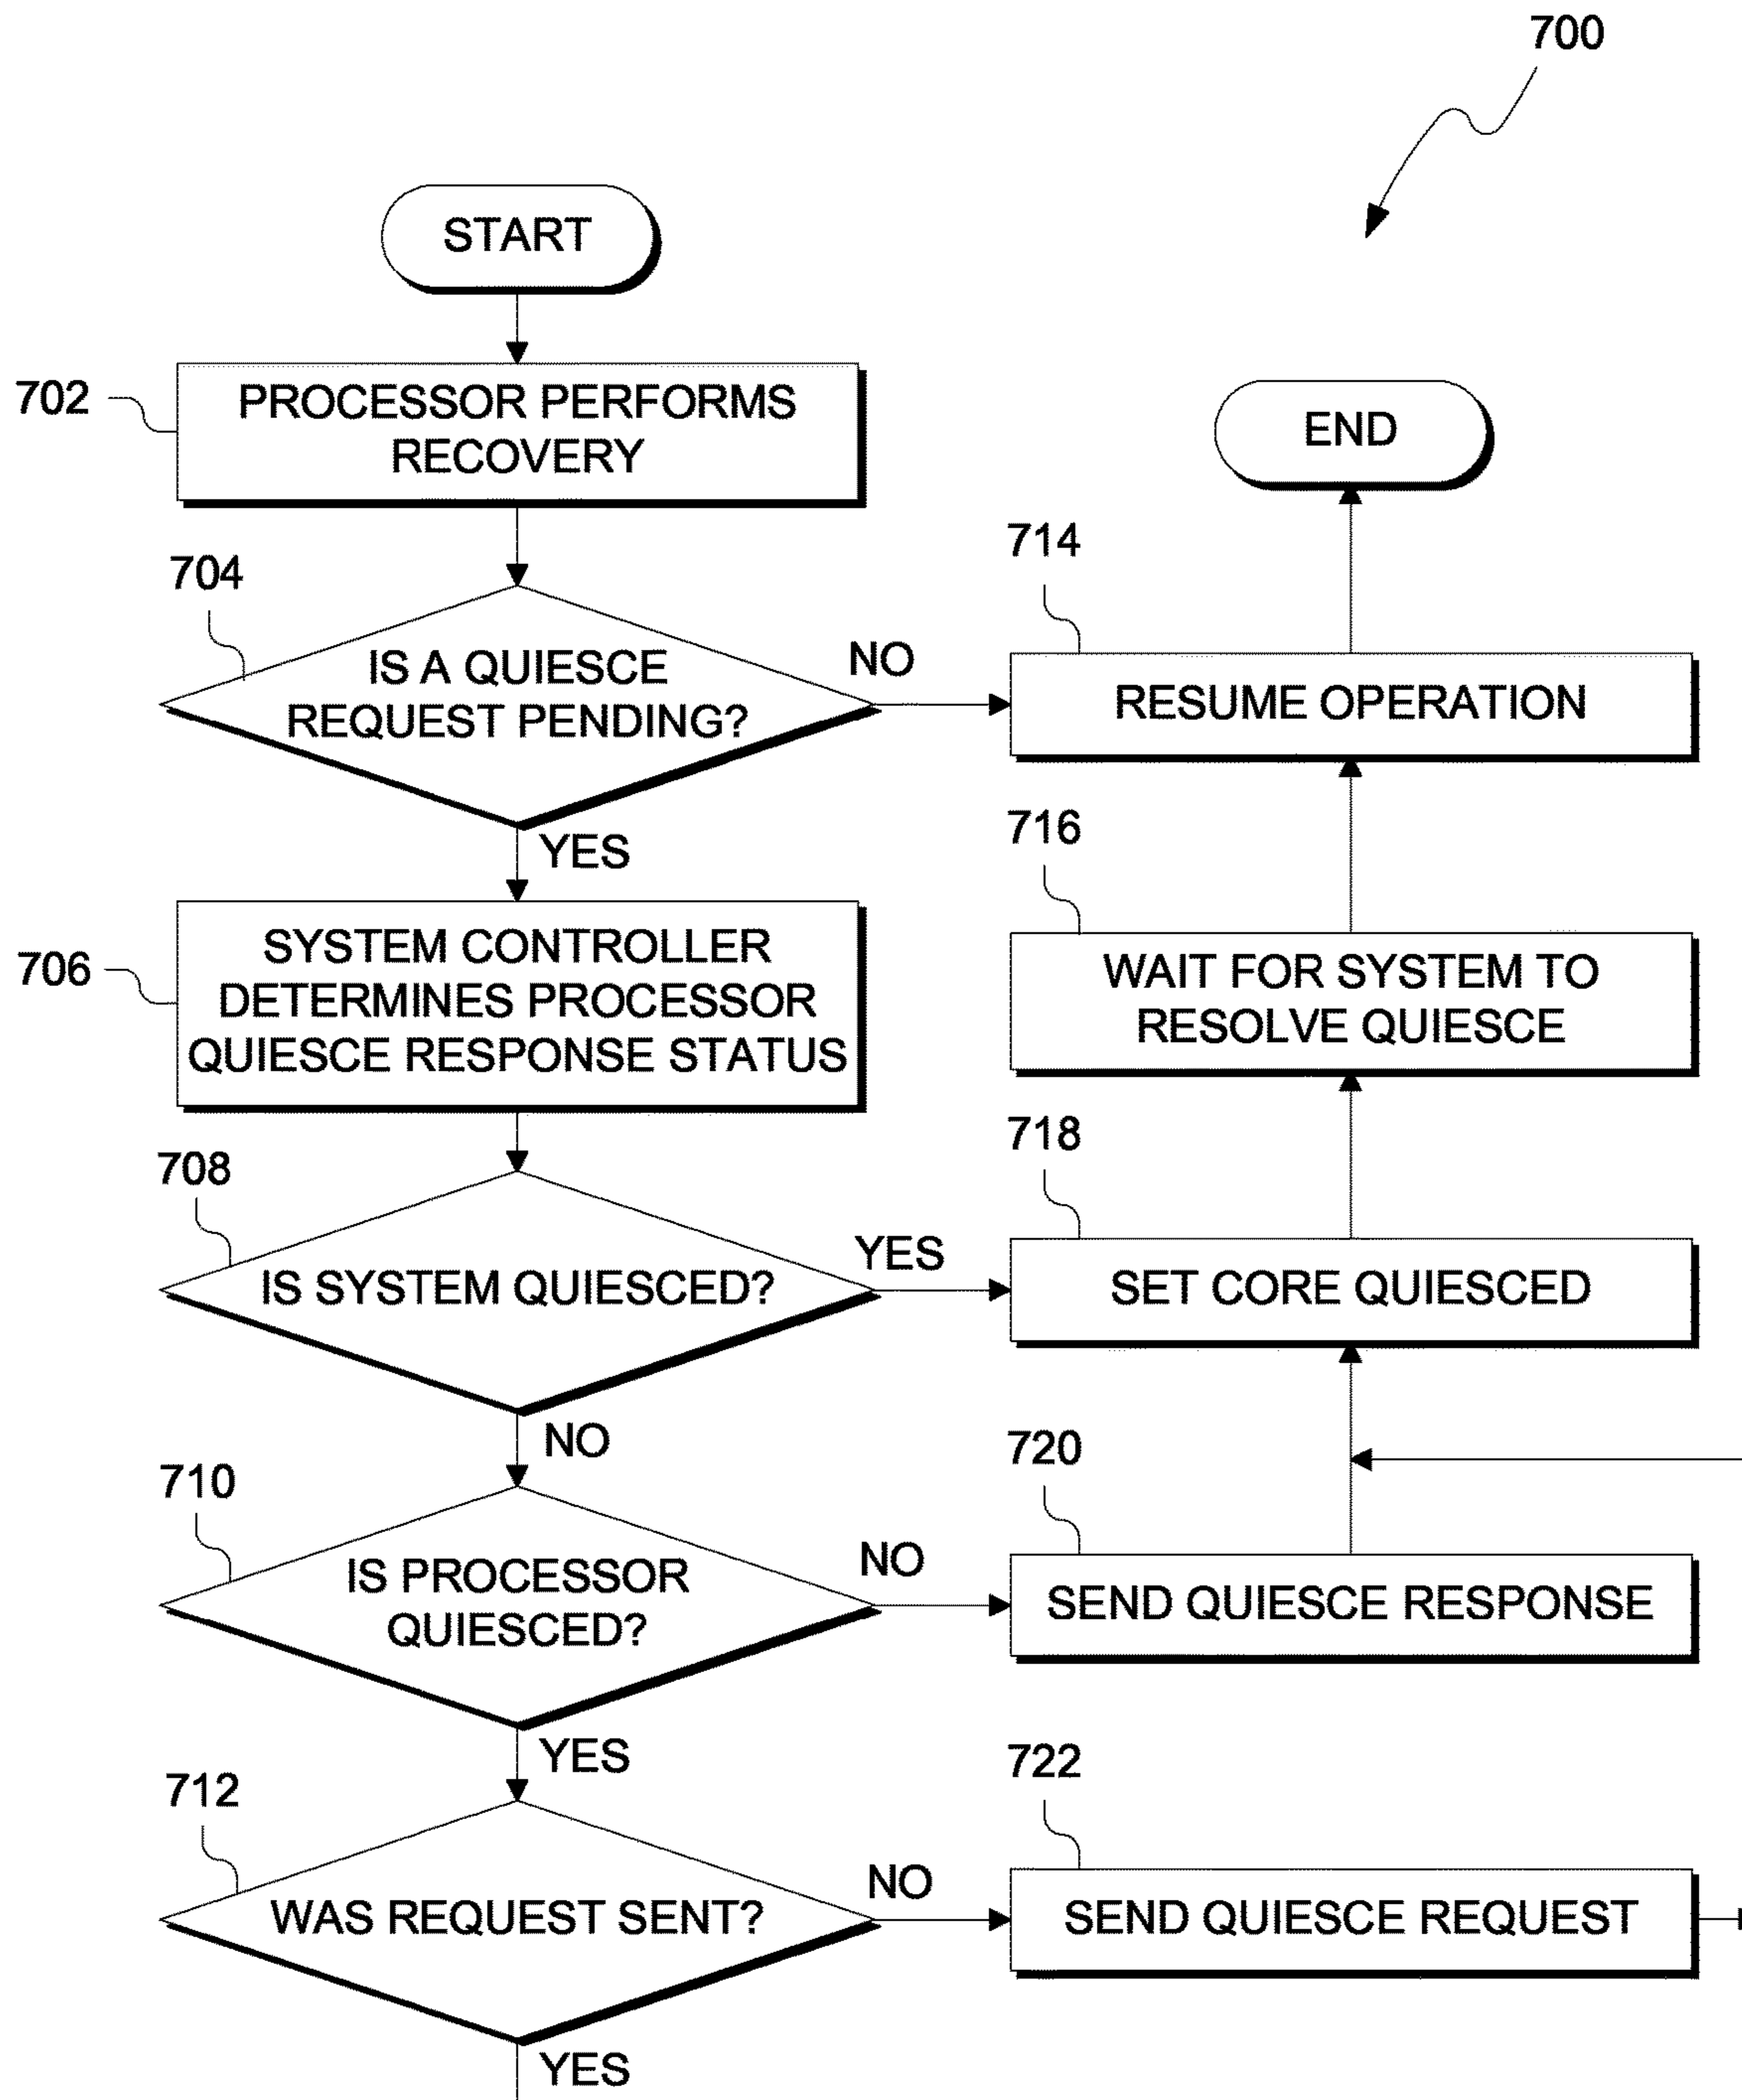 700
START
702
PROCESSOR PERFORMS
RECOVERY
END
704
IS A QUIESCE
REQUEST PENDING?
NO
714
RESUME OPERATION
YES
706
SYSTEM CONTROLLER
DETERMINES PROCESSOR
QUIESCE RESPONSE STATUS
716
WAIT FOR SYSTEM TO
RESOLVE QUIESCE
708
IS SYSTEM QUIESCED?
YES
718
SET CORE QUIESCED
NO
710
IS PROCESSOR
QUIESCED?
NO
720
SEND QUIESCE RESPONSE
YES
712
WAS REQUEST SENT?
NO
722
SEND QUIESCE REQUEST
YES